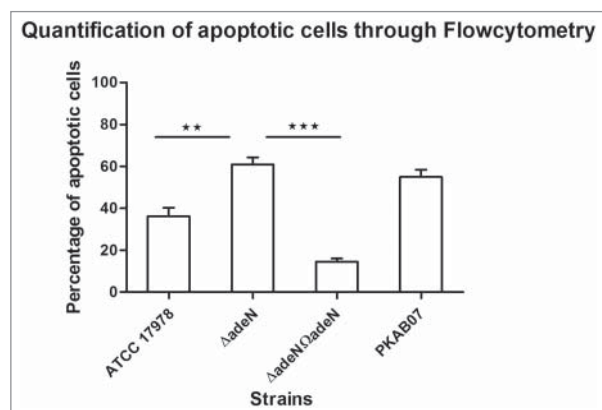 Quantification of apoptotic cells through Flowcytometry
Percentage of apoptotic cells
100
80
60
40
20
0
★★
★★★
ATCC 17978
ΔadeN
ΔadeNΩadeN
PKAB07
Strains